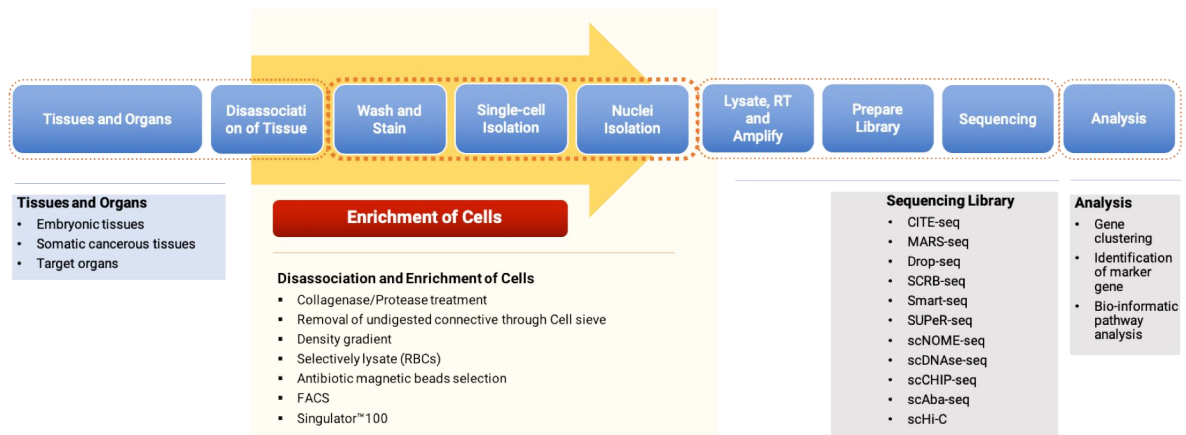 Tissues and Organs
Disassociati
on of Tissue
Wash and
Stain
Single-cell
Isolation
Nuclei
Isolation
Lysate, RT
and
Amplify
Prepare
Library
Sequencing
Analysis
Tissues and Organs
• Embryonic tissues
• Somatic cancerous tissues
• Target organs
Enrichment of Cells
Disassociation and Enrichment of Cells
▪ Collagenase/Protease treatment
▪ Removal of undigested connective through Cell sieve
▪ Density gradient
▪ Selectively lysate (RBCs)
▪ Antibiotic magnetic beads selection
▪ FACS
▪ Singulator™100
Sequencing Library
• CITE-seq
• MARS-seq
• Drop-seq
• SCRB-seq
• Smart-seq
• SUPeR-seq
• scNOME-seq
• scDNAse-seq
• scCHIP-seq
• scAba-seq
• scHi-C
Analysis
• Gene
clustering
• Identification
of marker
gene
• Bio-informatic
pathway
analysis